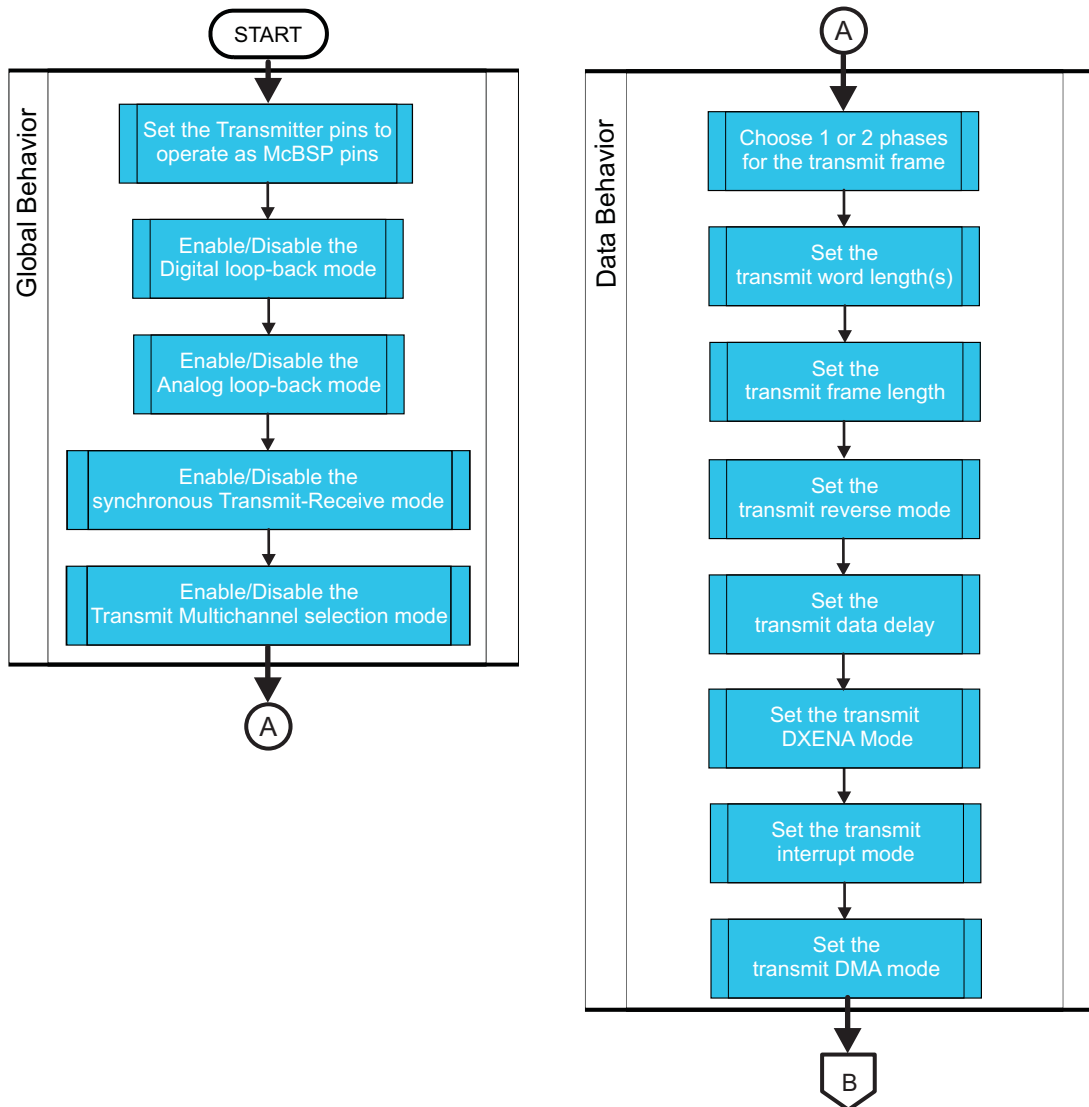 START
Global Behavior
Set the Transmitter pins to
operate as McBSP pins
Enable/Disable the
Digital loop-back mode
Enable/Disable the
Analog loop-back mode
Enable/Disable the
synchronous Transmit-Receive mode
Enable/Disable the
Transmit Multichannel selection mode
A
A
Data Behavior
Choose 1 or 2 phases
for the transmit frame
Set the
transmit word length(s)
Set the
transmit frame length
Set the
transmit reverse mode
Set the
transmit data delay
Set the transmit
DXENA Mode
Set the transmit
interrupt mode
Set the
transmit DMA mode
B